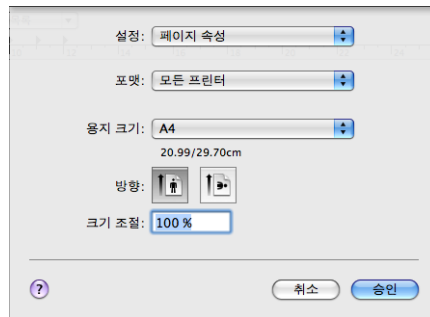 설정: 페이지 속성
포맷: 모든 프린터
용지 크기: A4
20.99/29.70cm
방향:
크기 조절: 100 %
? 취소 승인